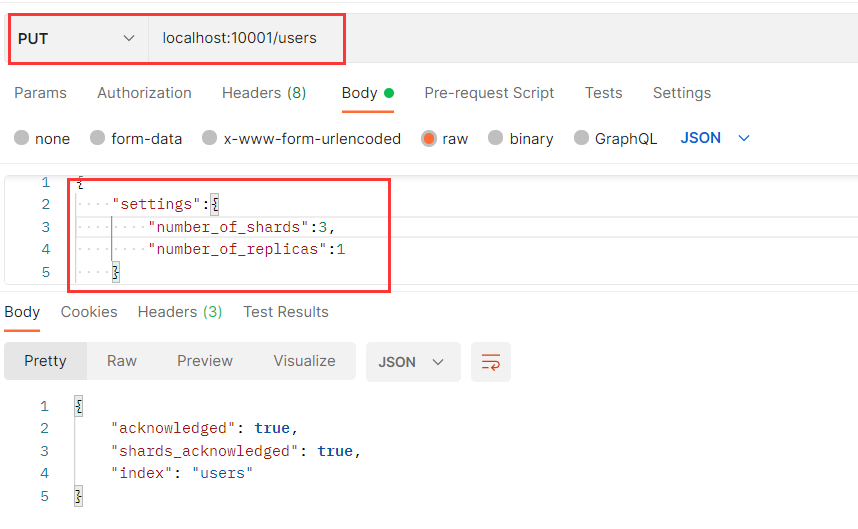 PUT localhost:10001/users
Params Authorization Headers (8) Body Pre-request Script Tests Settings
none form-data x-www-form-urlencoded raw binary GraphQL JSON
1 {
2 "settings":{
3 "number_of_shards":3,
4 "number_of_replicas":1
5 }
Body Cookies Headers (3) Test Results
Pretty Raw Preview Visualize JSON
1 {
2 "acknowledged": true,
3 "shards_acknowledged": true,
4 "index": "users"
5 }